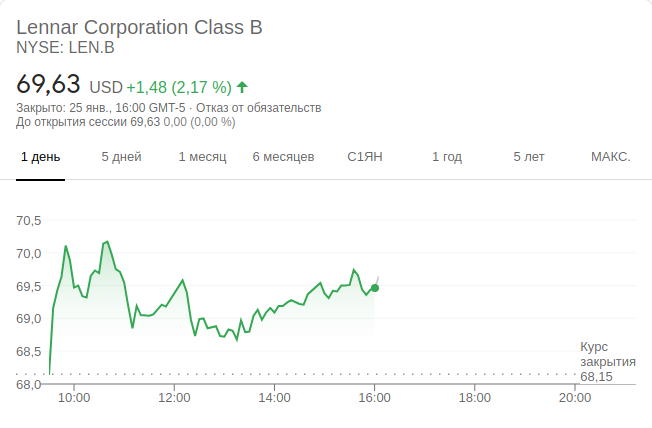 Lennar Corporation Class B
NYSE: LEN.B
69,63 USD +1,48 (2,17 %)
Закрыто: 25 янв., 16:00 GMT-5 · Отказ от обязательств
До открытия сессии 69,63 0,00 (0,00 %)
1 день 5 дней 1 месяц 6 месяцев С1ЯН 1 год 5 лет МАКС.
70,5
70,0
69,5
69,0
68,5
68,0
Курс
закрытия
68,15
10:00 12:00 14:00 16:00 18:00 20:00